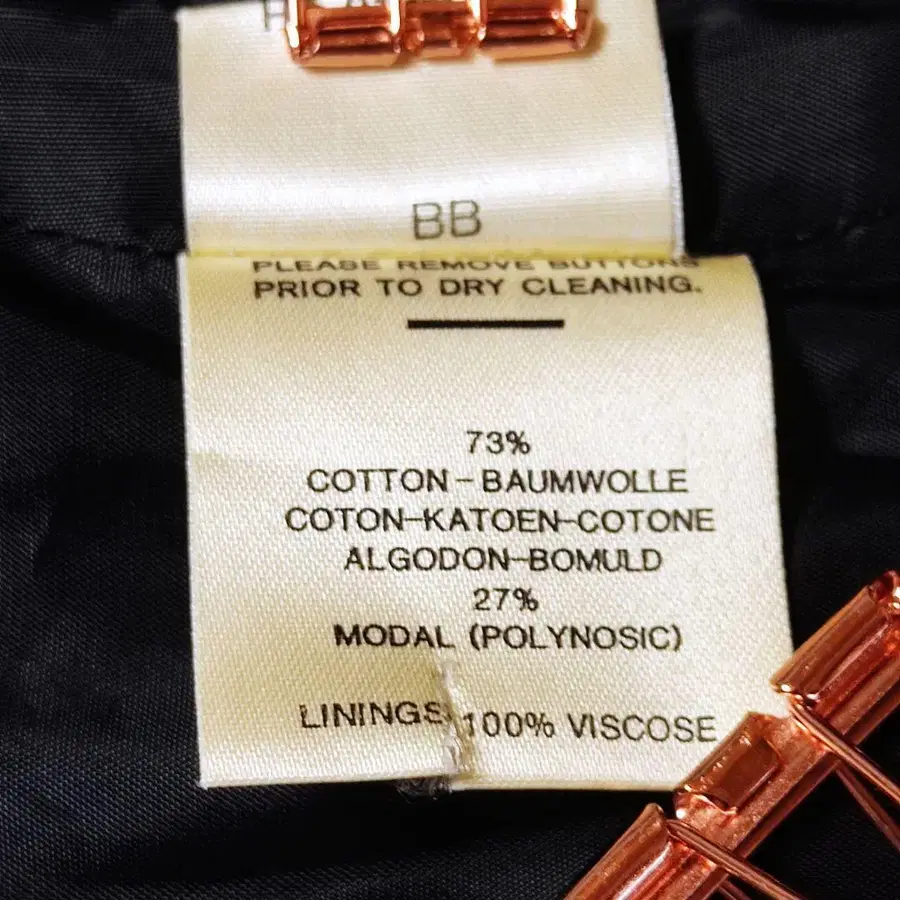 BB
PLEASE REMOVE BUTTONS
PRIOR TO DRY CLEANING.
73%
COTTON-BAUMWOLLE
COTON-KATOEN-COTONE
ALGODON-BOMULD
27%
MODAL (POLYNOSIC)
LININGS 100% VISCOSE